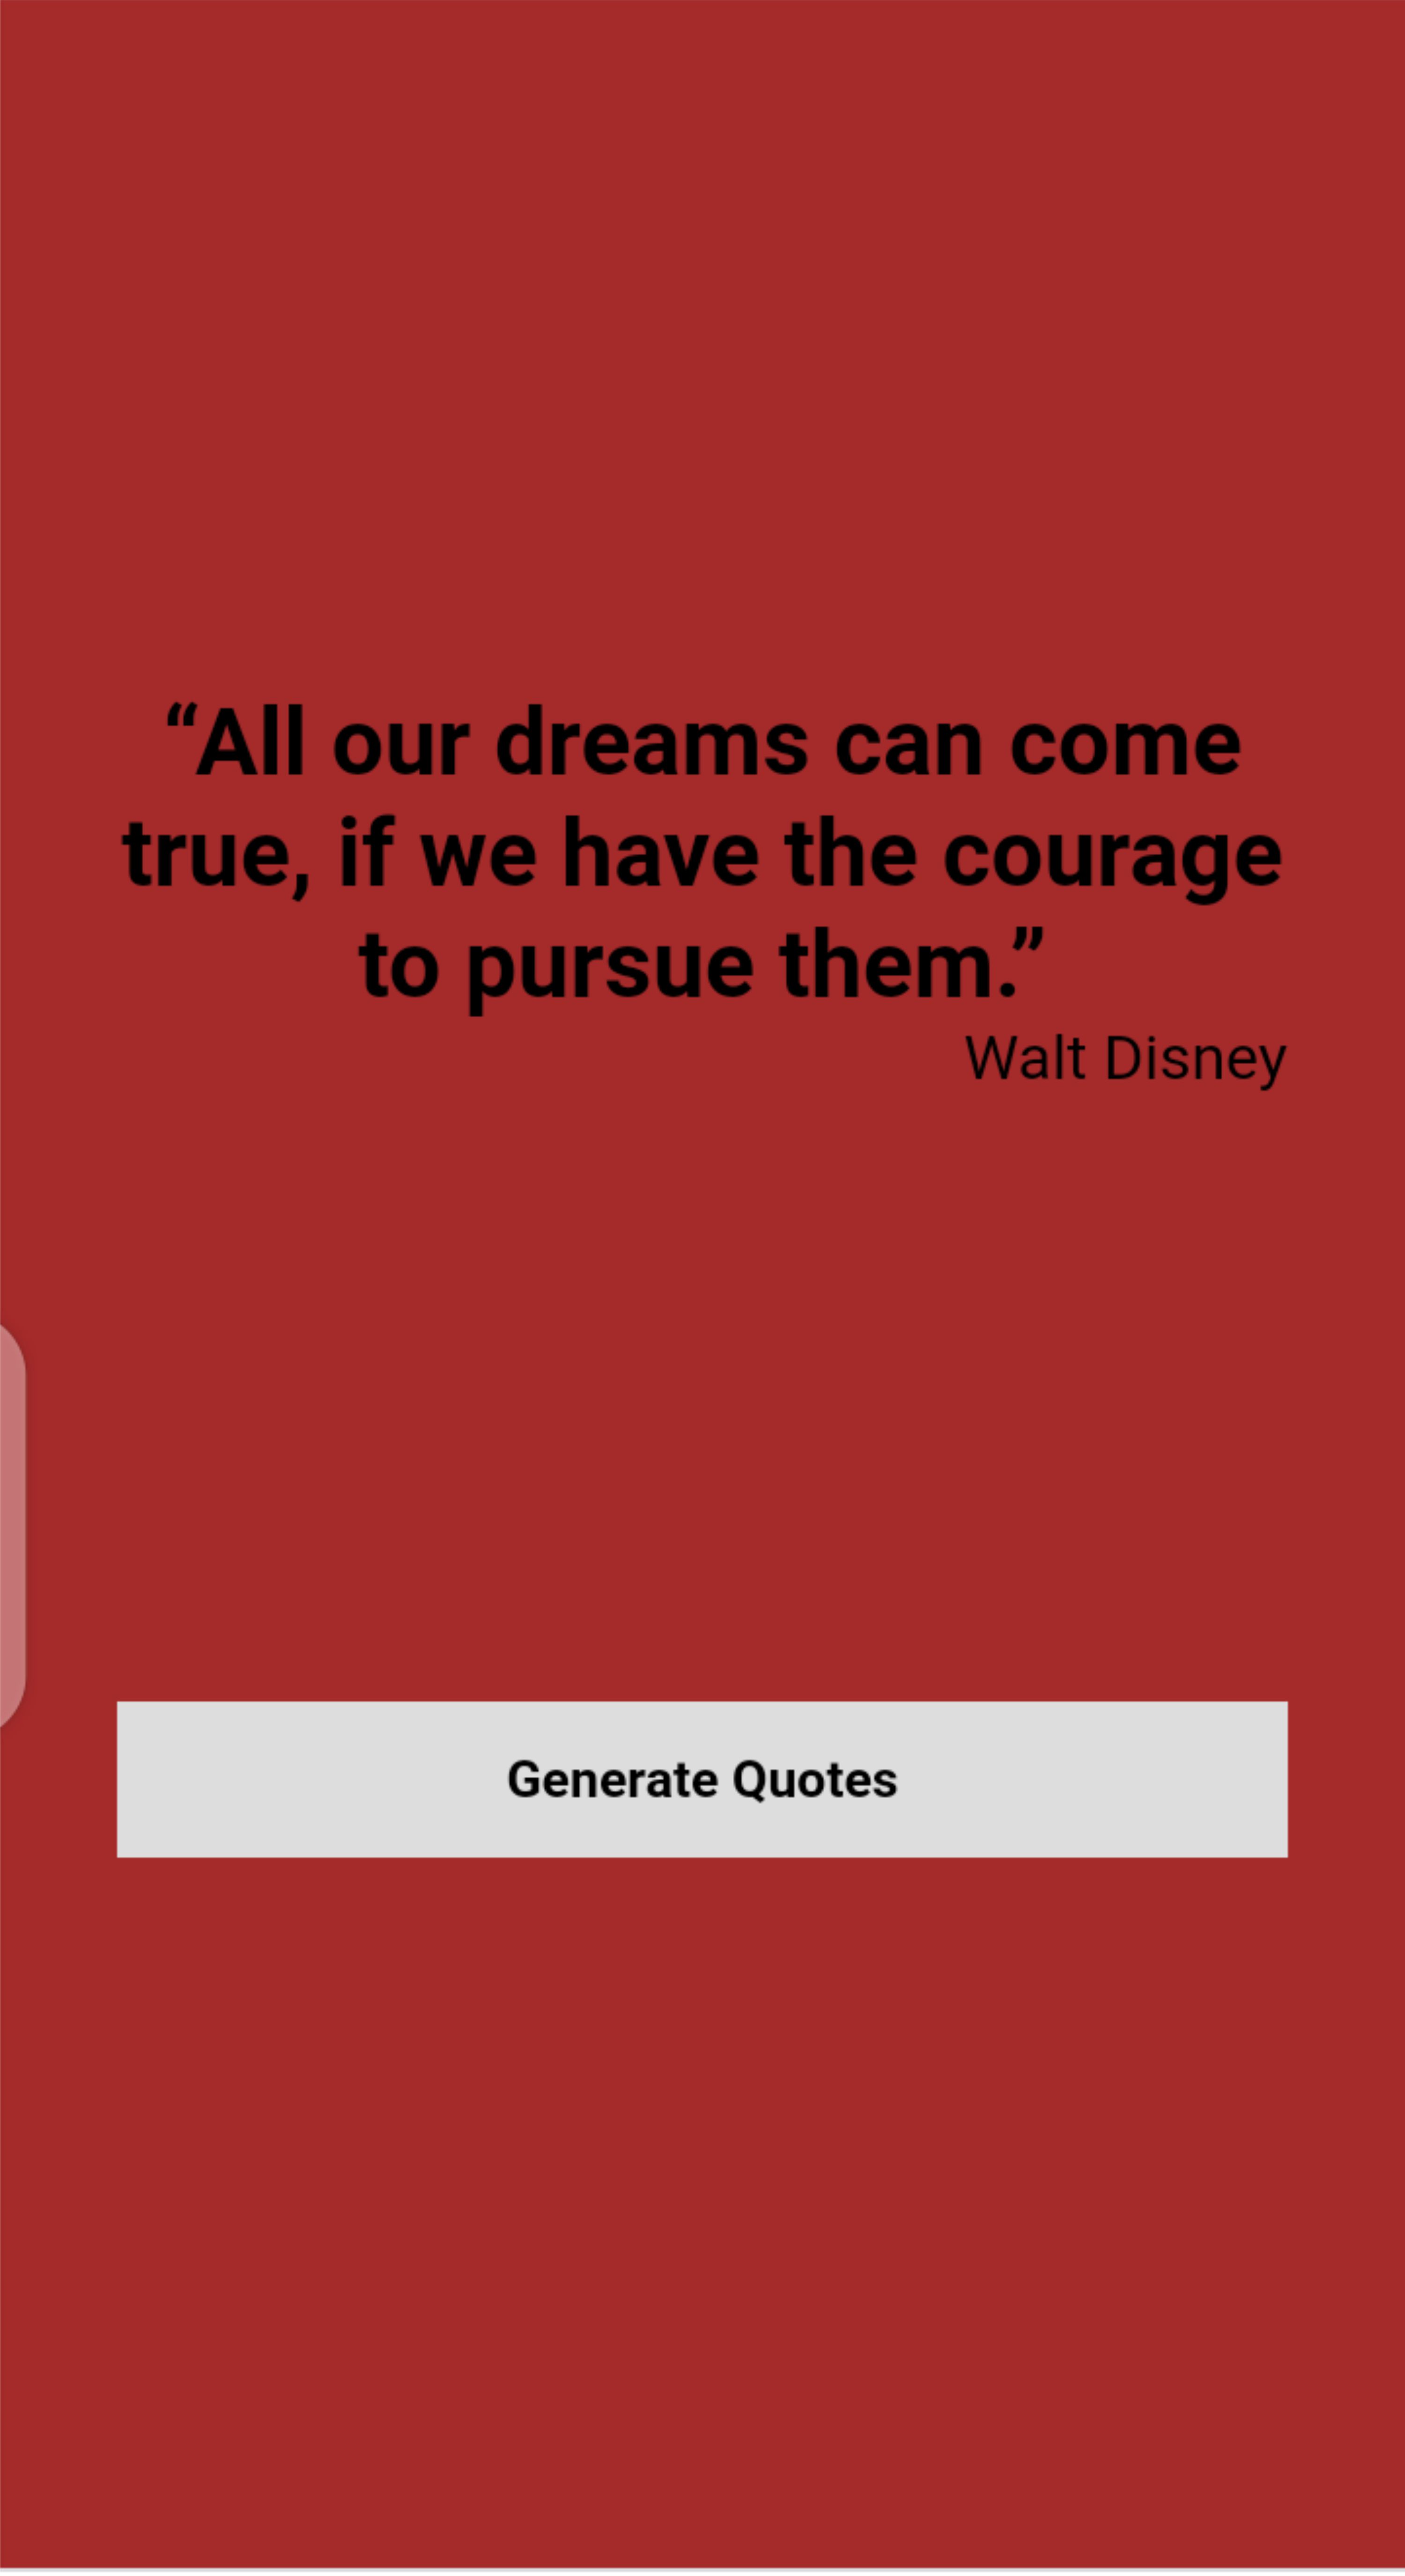 “All our dreams can come
true, if we have the courage
to pursue them.”
Walt Disney
Generate Quotes